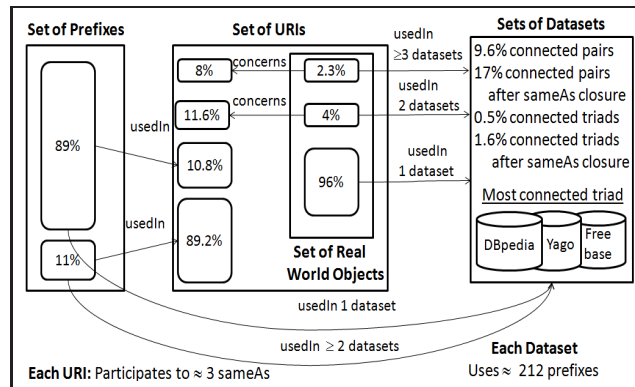 Set of Prefixes
Set of URIs
Sets of Datasets
usedIn
≥3 datasets
8%
concerns
2.3%
usedIn
2 datasets
11.6%
concerns
4%
usedIn
89%
10.8%
96%
usedIn
1 dataset
usedIn
11%
89.2%
Set of Real
World Objects
9.6% connected pairs
17% connected pairs
after sameAs closure
0.5% connected triads
1.6% connected triads
after sameAs closure
Most connected triad
DBpedia
Yago
Free
base
usedIn 1 dataset
usedIn ≥ 2 datasets
Each URI: Participates to ≈ 3 sameAs
Each Dataset
Uses ≈ 212 prefixes